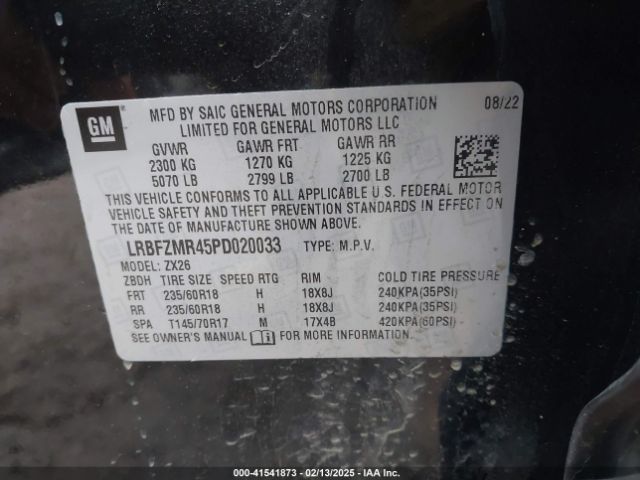 GM
MFD BY SAIC GENERAL MOTORS CORPORATION 08/22
LIMITED FOR GENERAL MOTORS LLC
GVWR GAWR FRT GAWR RR
2300 KG 1270 KG 1225 KG
5070 LB 2799 LB 2700 LB
THIS VEHICLE CONFORMS TO ALL APPLICABLE U.S. FEDERAL MOTOR
VEHICLE SAFETY AND THEFT PREVENTION STANDARDS IN EFFECT ON
THE DATE OF MANUFACTURE SHOWN ABOVE.
LRBFZMR45PD020033 TYPE: M.P.V.
MODEL: ZX26
ZBDH TIRE SIZE SPEED RTG RIM COLD TIRE PRESSURE
FRT 235/60R18 H 18X8J 240KPA(35PSI)
RR 235/60R18 H 18X8J 240KPA(35PSI)
SPA T145/70R17 M 17X4B 420KPA(60PSI)
SEE OWNER'S MANUAL FOR MORE INFORMATION
000-41541873 - 02/13/2025 - IAA Inc.